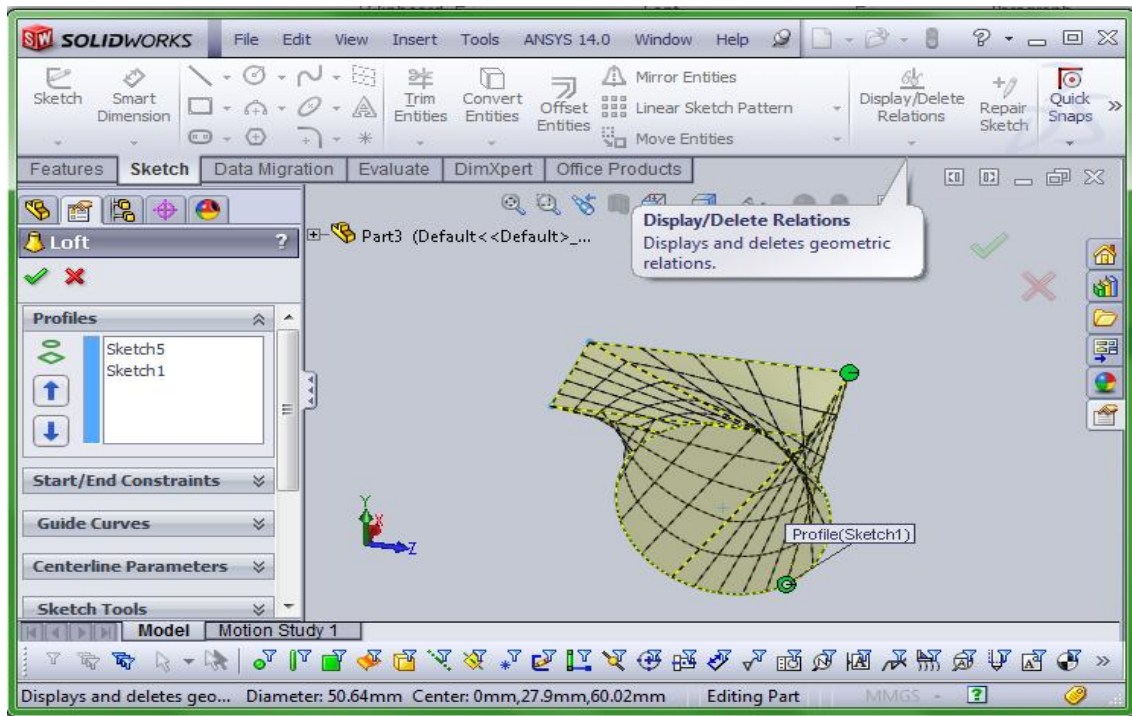 SOLIDWORKS File Edit View Insert Tools ANSYS 14.0 Window Help
Sketch Smart Dimension Trim Entities Convert Entities Offset Entities Mirror Entities Linear Sketch Pattern Move Entities Display/Delete Relations Repair Sketch Quick Snaps
Features Sketch Data Migration Evaluate DimXpert Office Products
Display/Delete Relations
Displays and deletes geometric
relations.
Part3 (Default<<Default>_...
Loft ?
Profiles
Sketch5
Sketch1
Start/End Constraints
Guide Curves
Centerline Parameters
Sketch Tools
Y
X
Z
Profile(Sketch1)
Model Motion Study 1
Displays and deletes geo... Diameter: 50.64mm Center: 0mm,27.9mm,60.02mm Editing Part MMGS